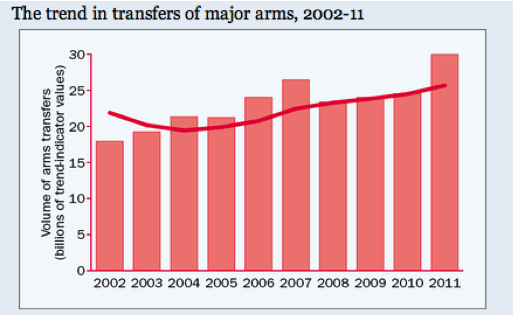 The trend in transfers of major arms, 2002-11
Volume of arms transfers
(billions of trend-indicator values)
30
25
20
15
10
5
0
2002 2003 2004 2005 2006 2007 2008 2009 2010 2011